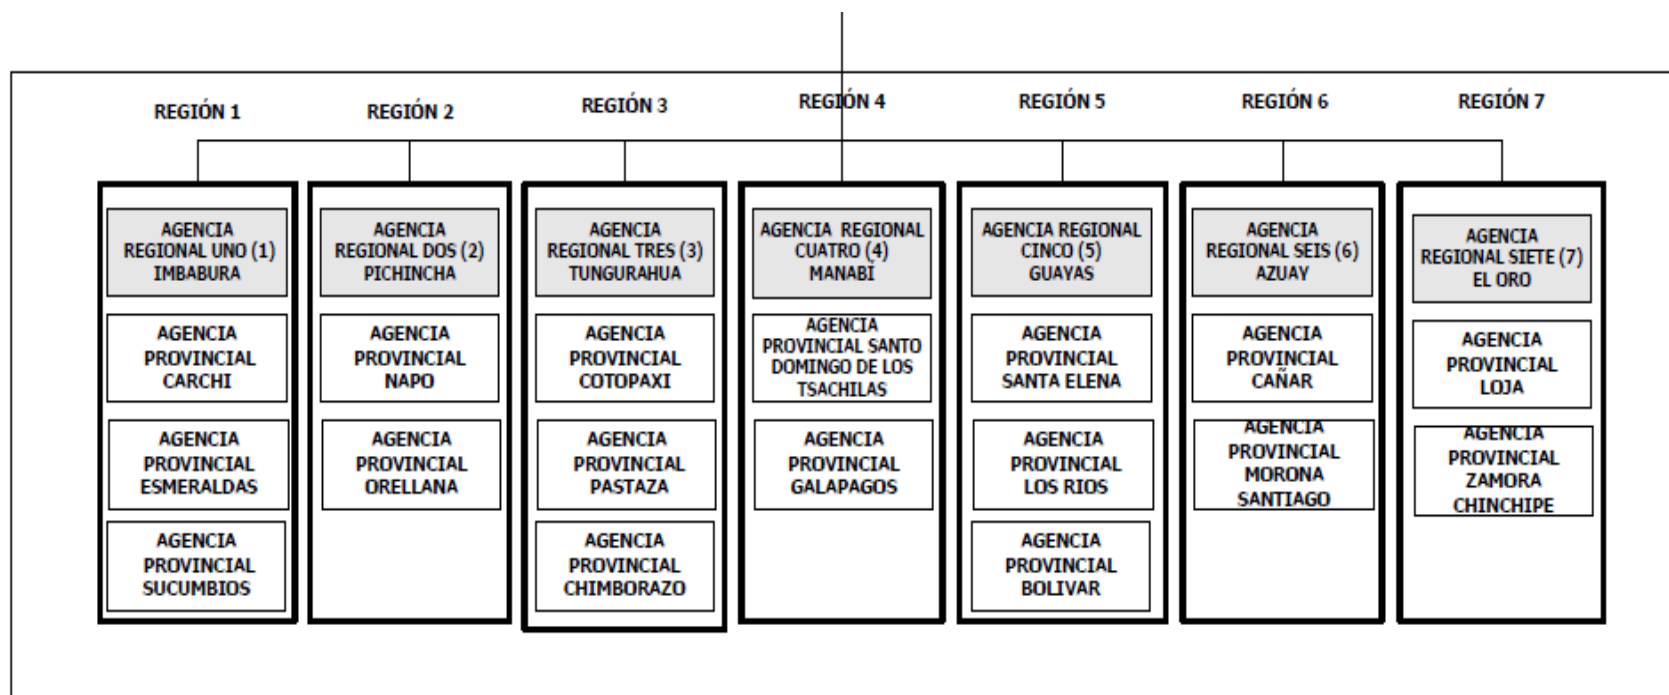 REGIÓN 1
REGIÓN 2
REGIÓN 3
REGIÓN 4
REGIÓN 5
REGIÓN 6
REGIÓN 7
AGENCIA
REGIONAL UNO (1)
IMBABURA
AGENCIA
PROVINCIAL
CARCHI
AGENCIA
PROVINCIAL
ESMERALDAS
AGENCIA
PROVINCIAL
SUCUMBIOS
AGENCIA
REGIONAL DOS (2)
PICHINCHA
AGENCIA
PROVINCIAL
NAPO
AGENCIA
PROVINCIAL
ORELLANA
AGENCIA
REGIONAL TRES (3)
TUNGURAHUA
AGENCIA
PROVINCIAL
COTOPAXI
AGENCIA
PROVINCIAL
PASTAZA
AGENCIA
PROVINCIAL
CHIMBORAZO
AGENCIA REGIONAL
CUATRO (4)
MANABÍ
AGENCIA
PROVINCIAL SANTO
DOMINGO DE LOS
TSACHILAS
AGENCIA
PROVINCIAL
GALAPAGOS
AGENCIA REGIONAL
CINCO (5)
GUAYAS
AGENCIA
PROVINCIAL
SANTA ELENA
AGENCIA
PROVINCIAL
LOS RIOS
AGENCIA
PROVINCIAL
BOLIVAR
AGENCIA
REGIONAL SEIS (6)
AZUAY
AGENCIA
PROVINCIAL
CAÑAR
AGENCIA
PROVINCIAL
MORONA
SANTIAGO
AGENCIA
REGIONAL SIETE (7)
EL ORO
AGENCIA
PROVINCIAL
LOJA
AGENCIA
PROVINCIAL
ZAMORA
CHINCHIPE